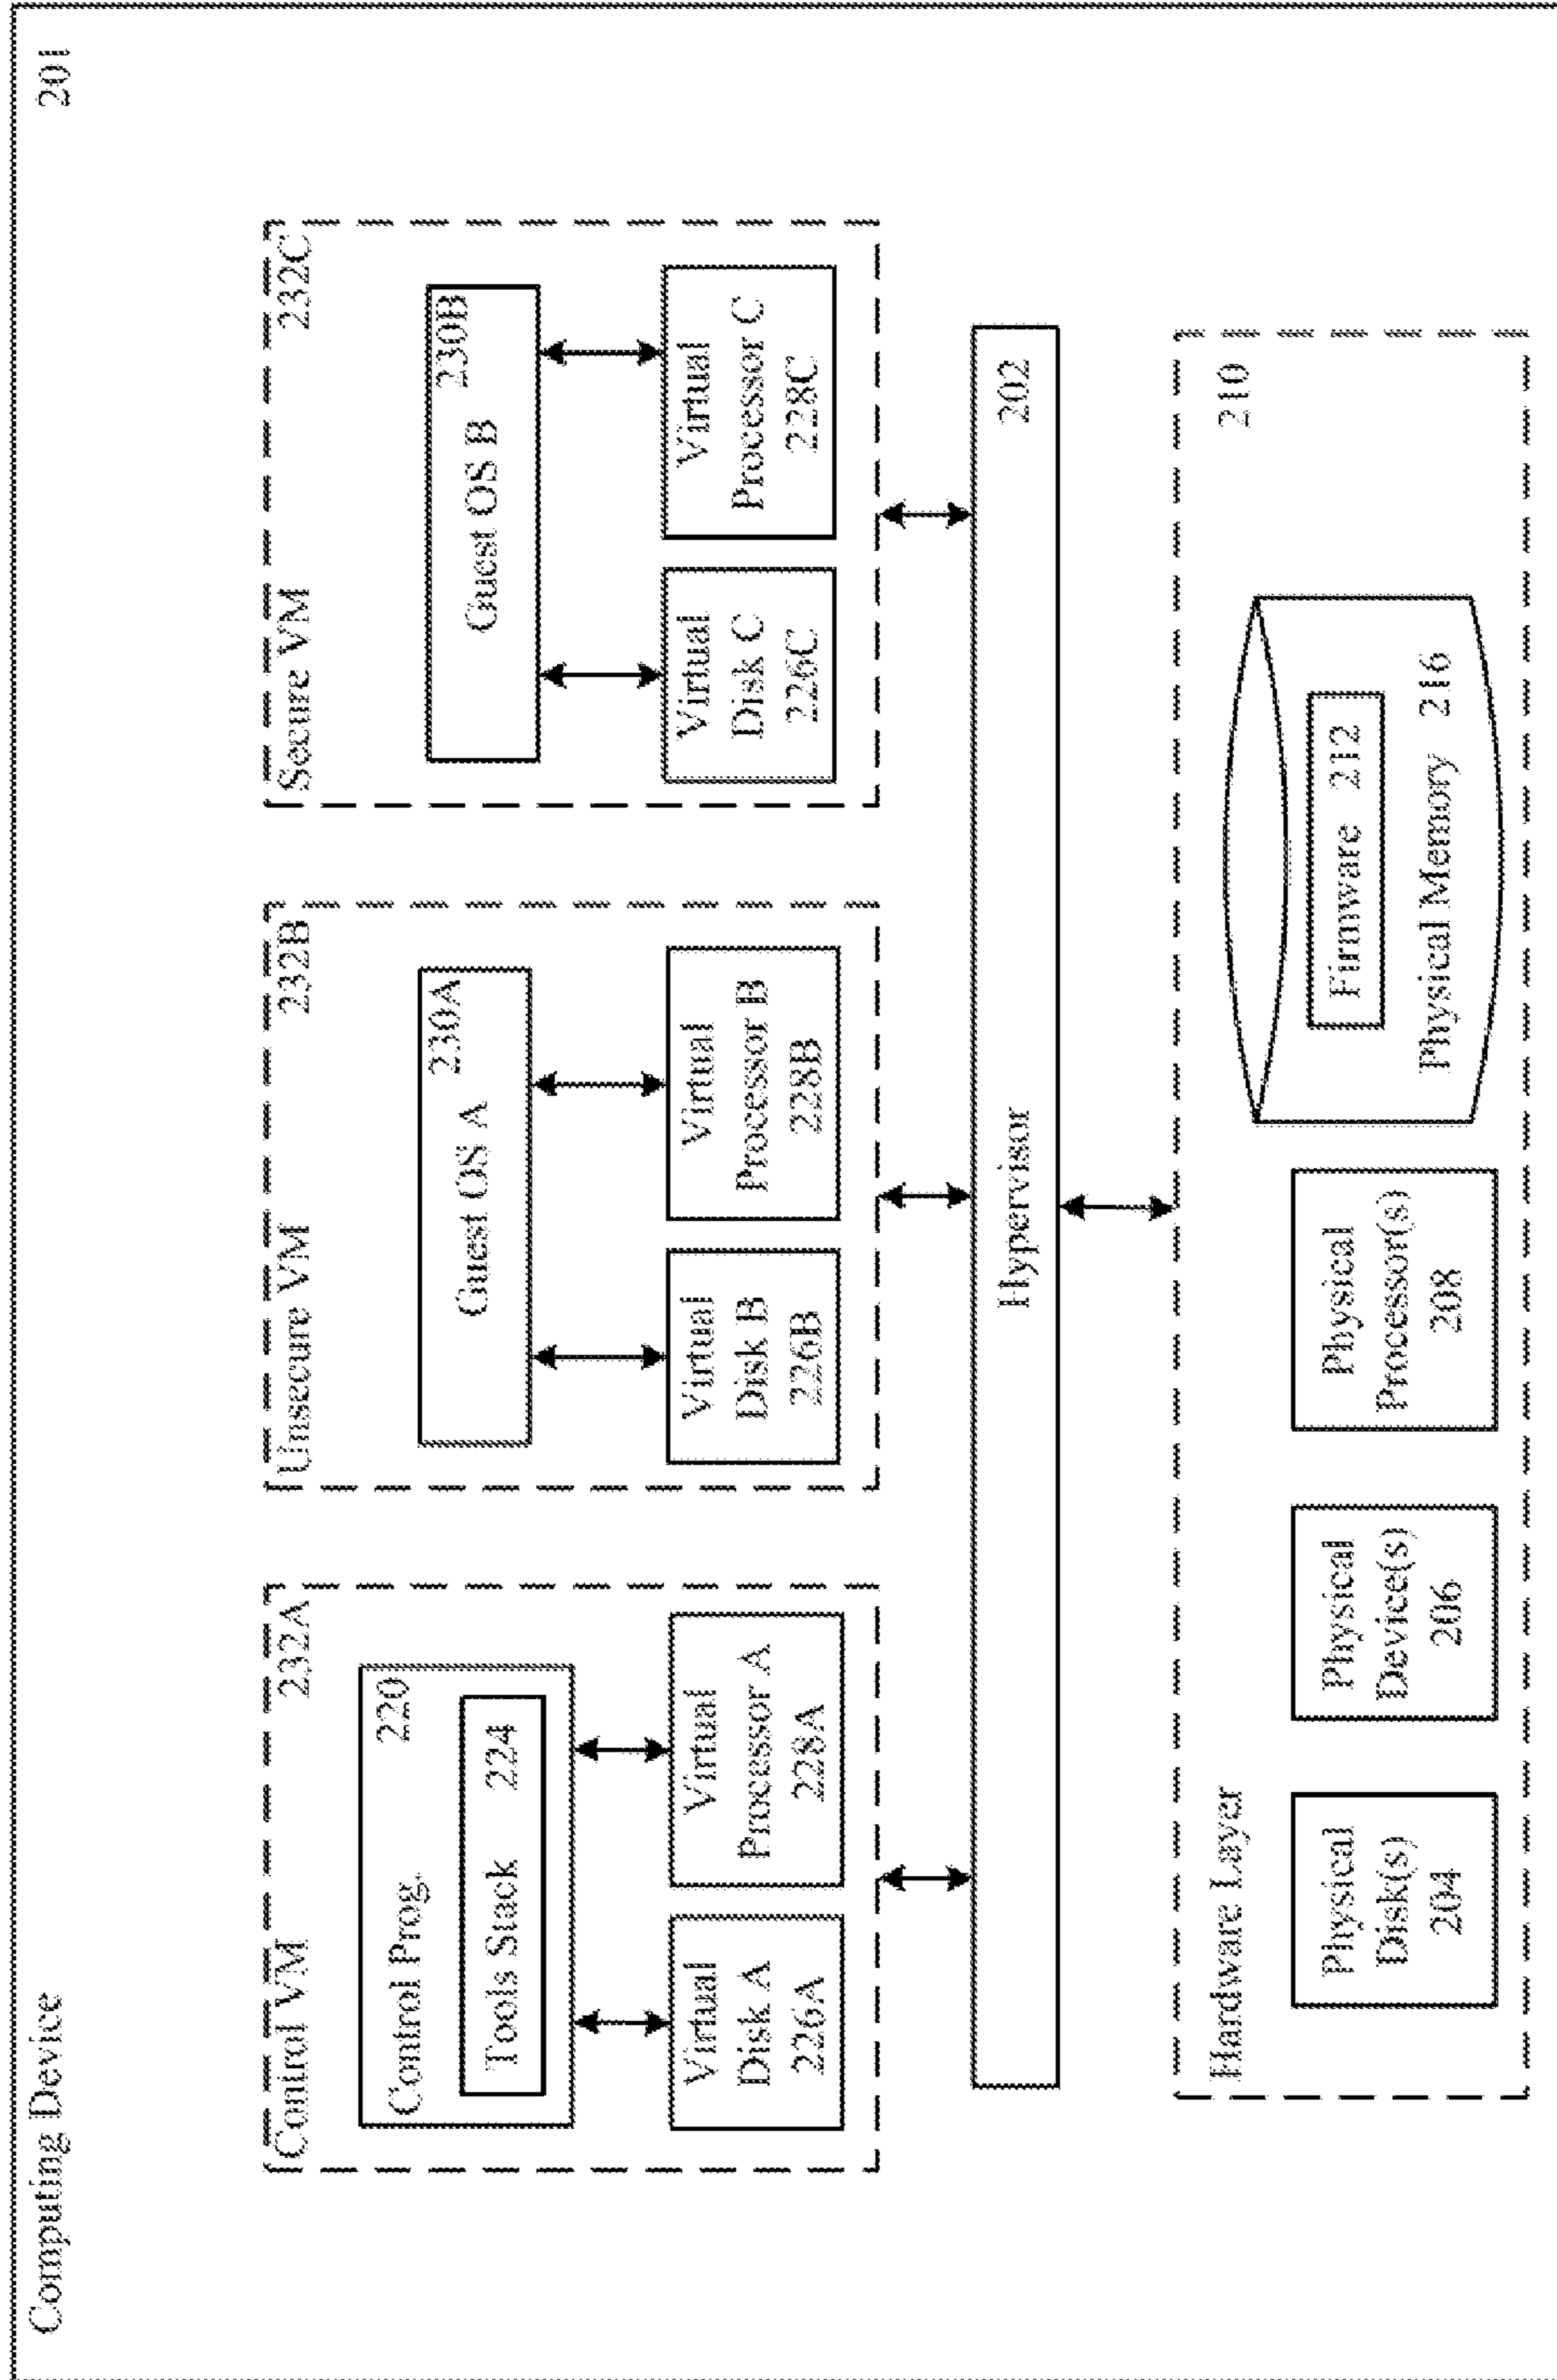 Computing Device 201
Control VM 232A
Control Prog. 220
Tools Stack 224
Virtual
Disk A
226A
Virtual
Processor A
228A
Unsecure VM 232B
Guest OS A 230A
Virtual
Disk B
226B
Virtual
Processor B
228B
Secure VM 232C
Guest OS B 230B
Virtual
Disk C
226C
Virtual
Processor C
228C
Hypervisor 202
Hardware Layer 210
Physical
Disk(s)
204
Physical
Device(s)
206
Physical
Processor(s)
208
Firmware 212
Physical Memory 216